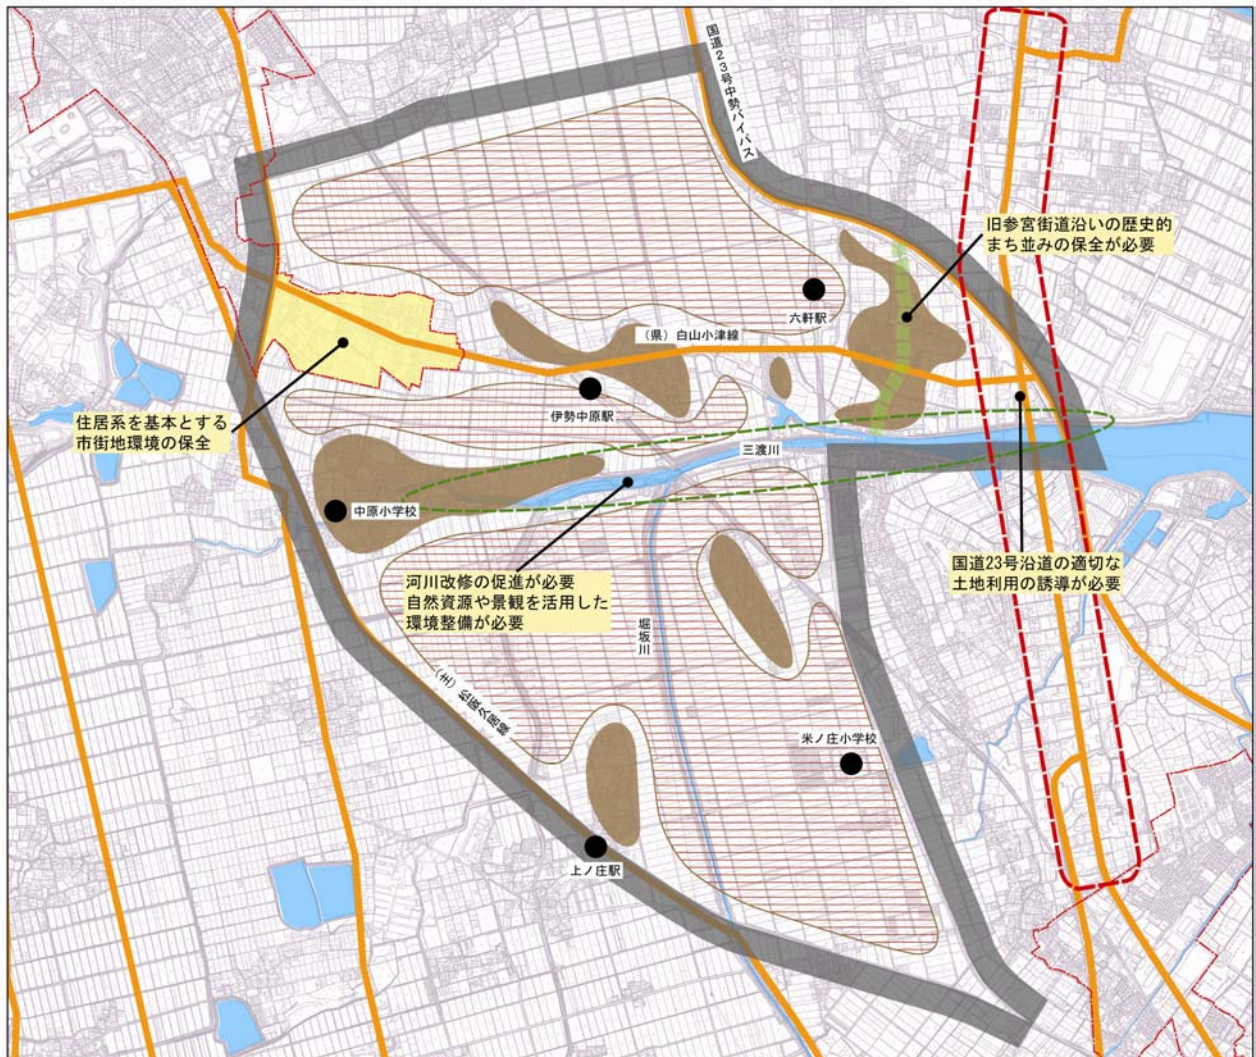 国道23号中勢バイパス
旧参宮街道沿いの歴史的
まち並みの保全が必要
六軒駅
（県）白山小津線
伊勢中原駅
住居系を基本とする
市街地環境の保全
三渡川
中原小学校
国道23号沿道の適切な
土地利用の誘導が必要
河川改修の促進が必要
自然資源や景観を活用した
環境整備が必要
堀坂川
（主）松阪久居線
米ノ庄小学校
上ノ庄駅